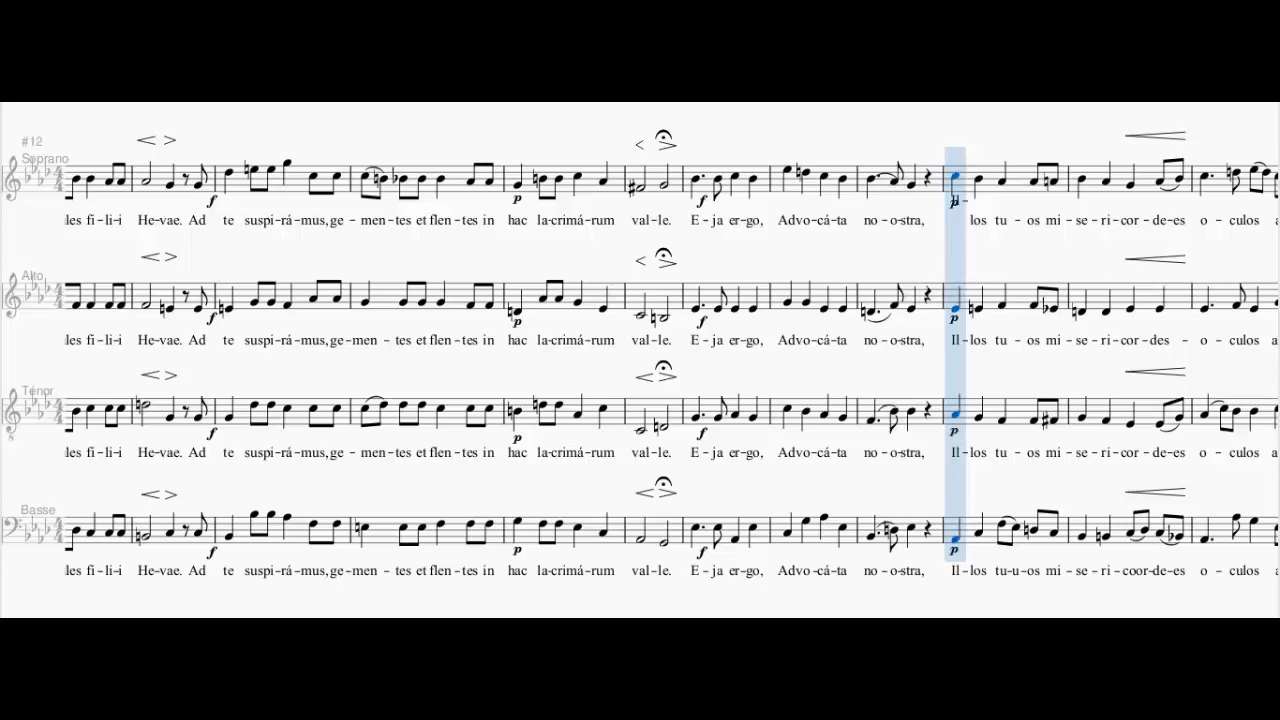 #12
Soprano
les fi-li-i He-vae. Ad te suspi-rá-mus,ge-men-tes et flen-tes in hac la-crimá-rum val-le. E-ja ergo, Advo-cá-ta no-o-stra, Il-los tu-os mi-se-ri-cor-de-es o-culos a
Alto
les fi-li-i He-vae. Ad te suspi-rá-mus,ge-men-tes et flen-tes in hac la-crimá-rum val-le. E-ja er-go, Advo-cá-ta no-o-stra, Il-los tu-os mi-se-ri-cor-des-o-culos a
Ténor
les fi-li-i He-vae. Ad te suspi-rá-mus,ge-men-tes et flen-tes in hac la-crimá-rum val-le. E-ja er-go, Advo-cá-ta no-o-stra, Il-los tu-os mi-se-ri-cor-de-es o-culos a
Basse
les fi-li-i He-vae. Ad te suspi-rá-mus,ge-men-tes et flen-tes in hac la-crimá-rum val-le. E-ja er-go, Advo-cá-ta no-o-stra, Il-los tu-u-os mi-se-ri-coor-de-es o-culos a